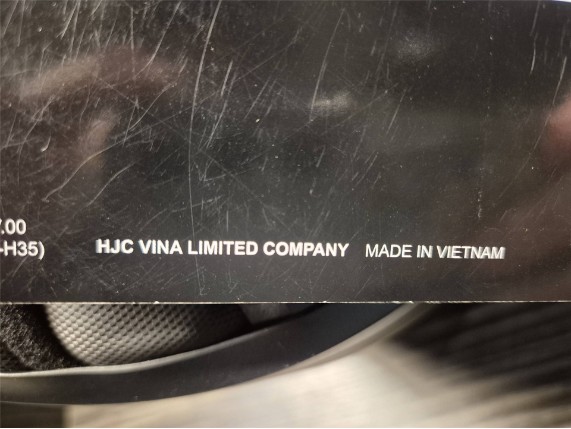 .00
-H35) HJC VINA LIMITED COMPANY MADE IN VIETNAM